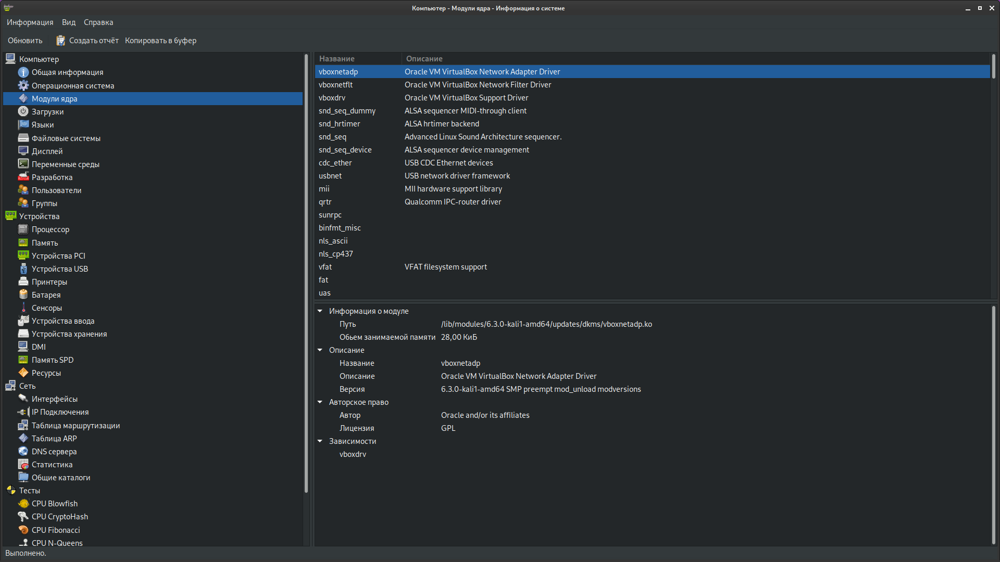 Компьютер - Модули ядра - Информация о системе
Информация Вид Справка
Обновить Создать отчёт Копировать в буфер
Компьютер
Общая информация
Операционная система
Модули ядра
Загрузки
Языки
Файловые системы
Дисплей
Переменные среды
Разработка
Пользователи
Группы
Устройства
Процессор
Память
Устройства PCI
Устройства USB
Принтеры
Батарея
Сенсоры
Устройства ввода
Устройства хранения
DMI
Память SPD
Ресурсы
Сеть
Интерфейсы
IP Подключения
Таблица маршрутизации
Таблица ARP
DNS сервера
Статистика
Общие каталоги
Тесты
CPU Blowfish
CPU CryptoHash
CPU Fibonacci
CPU N-Queens
Название Описание
vboxnetadp Oracle VM VirtualBox Network Adapter Driver
vboxnetflt Oracle VM VirtualBox Network Filter Driver
vboxdrv Oracle VM VirtualBox Support Driver
snd_seq_dummy ALSA sequencer MIDI-through client
snd_hrtimer ALSA hrtimer backend
snd_seq Advanced Linux Sound Architecture sequencer.
snd_seq_device ALSA sequencer device management
cdc_ether USB CDC Ethernet devices
usbnet USB network driver framework
mii MII hardware support library
qrtr Qualcomm IPC-router driver
sunrpc
binfmt_misc
nls_ascii
nls_cp437
vfat VFAT filesystem support
fat
uas
Информация о модуле
Путь /lib/modules/6.3.0-kali1-amd64/updates/dkms/vboxnetadp.ko
Обьем занимаемой памяти 28,00 КиБ
Описание
Название vboxnetadp
Описание Oracle VM VirtualBox Network Adapter Driver
Версия 6.3.0-kali1-amd64 SMP preempt mod_unload modversions
Авторское право
Автор Oracle and/or its affiliates
Лицензия GPL
Зависимости
vboxdrv
Выполнено.